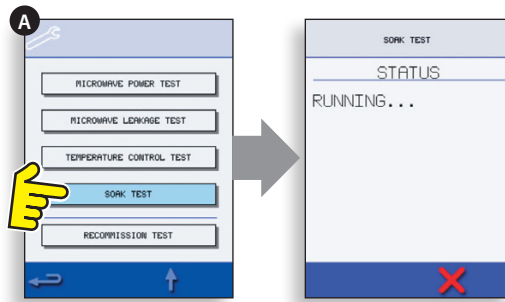 A
MICROWAVE POWER TEST
MICROWAVE LEAKAGE TEST
TEMPERATURE CONTROL TEST
SOAK TEST
RECOMMISSION TEST
SOAK TEST
STATUS
RUNNING...